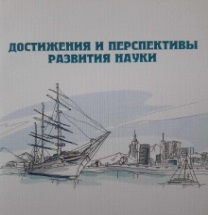 ДОСТИЖЕНИЯ И ПЕРСПЕКТИВЫ
РАЗВИТИЯ НАУКИ